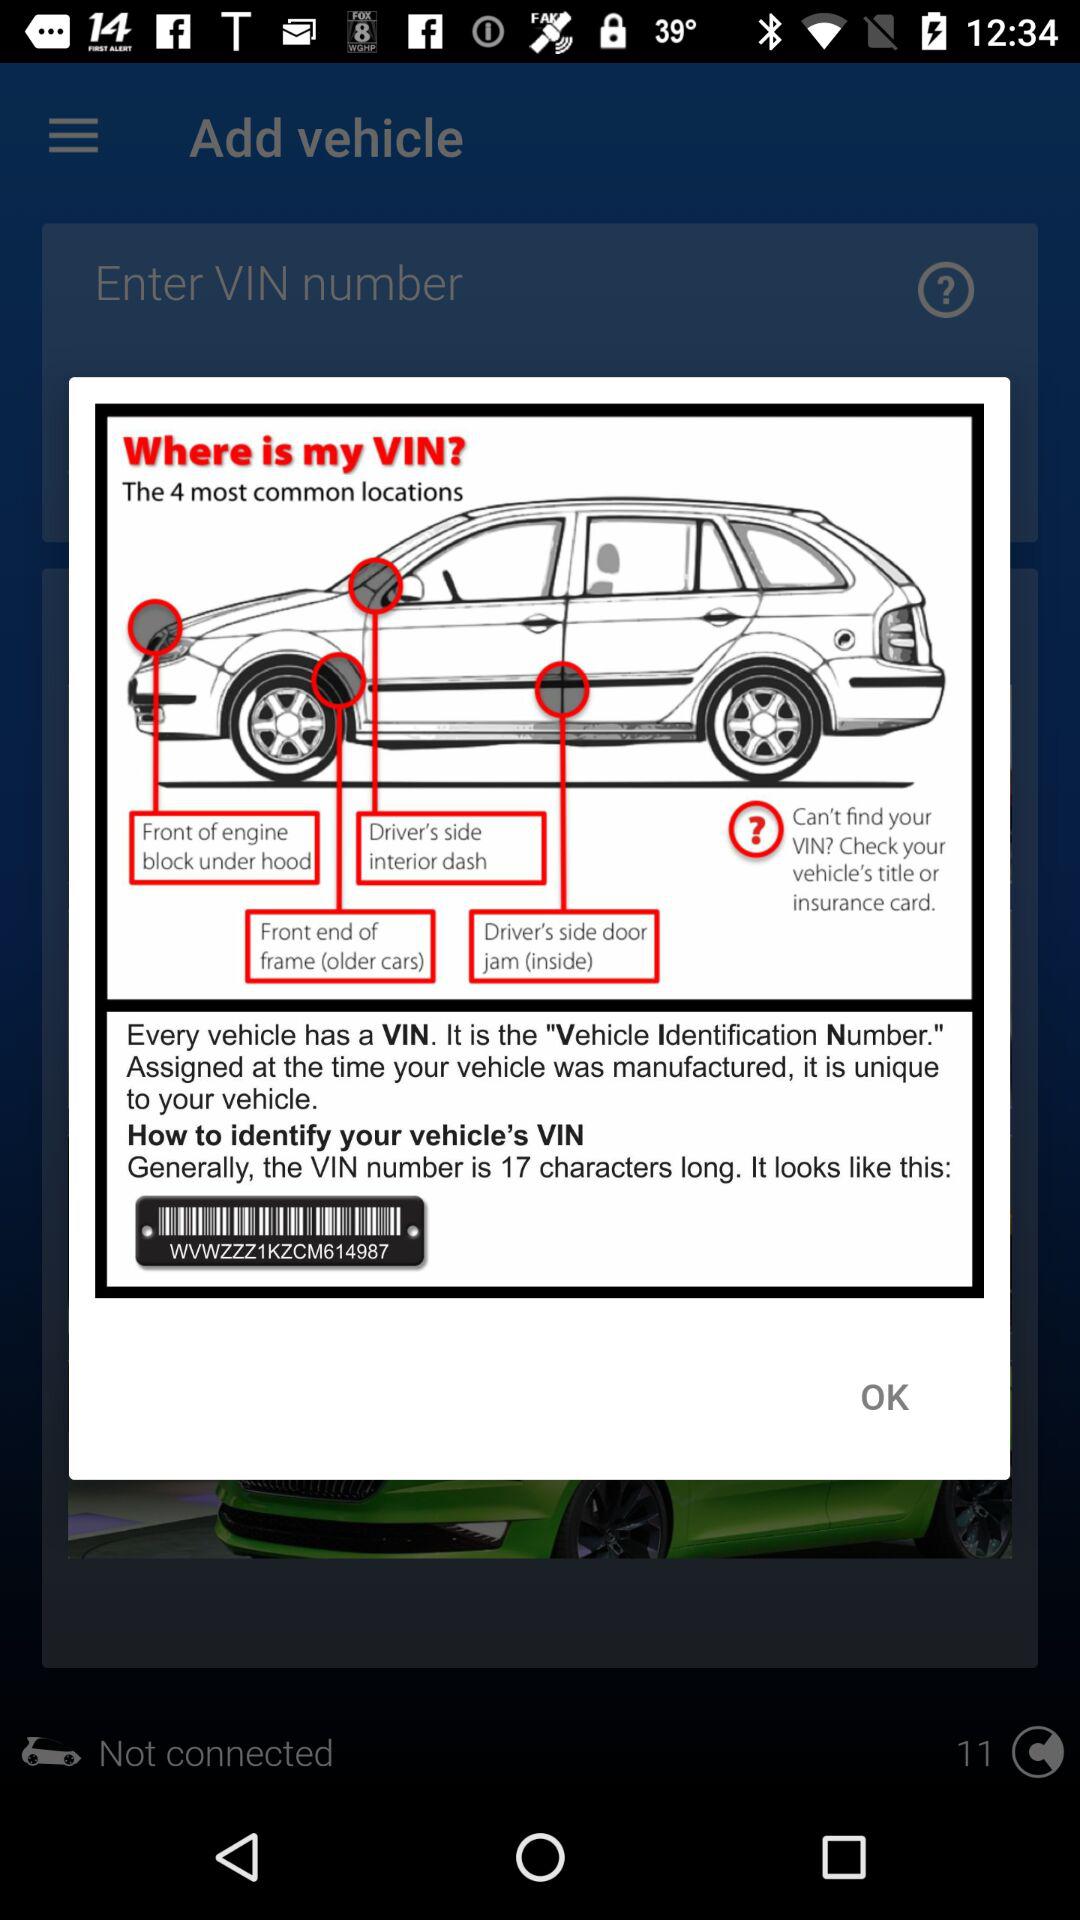 14
FIRST ALERT
FOX
8
WGHP
FAKE
39°
12:34
Add vehicle
Enter VIN number
?
Where is my VIN?
The 4 most common locations
Front of engine
block under hood
Driver's side
interior dash
Front end of
frame (older cars)
Driver's side door
jam (inside)
?
Can't find your
VIN? Check your
vehicle's title or
insurance card.
Every vehicle has a VIN. It is the "Vehicle Identification Number."
Assigned at the time your vehicle was manufactured, it is unique
to your vehicle.
How to identify your vehicle's VIN
Generally, the VIN number is 17 characters long. It looks like this:
WVWZZZ1KZCM614987
OK
Not connected
11